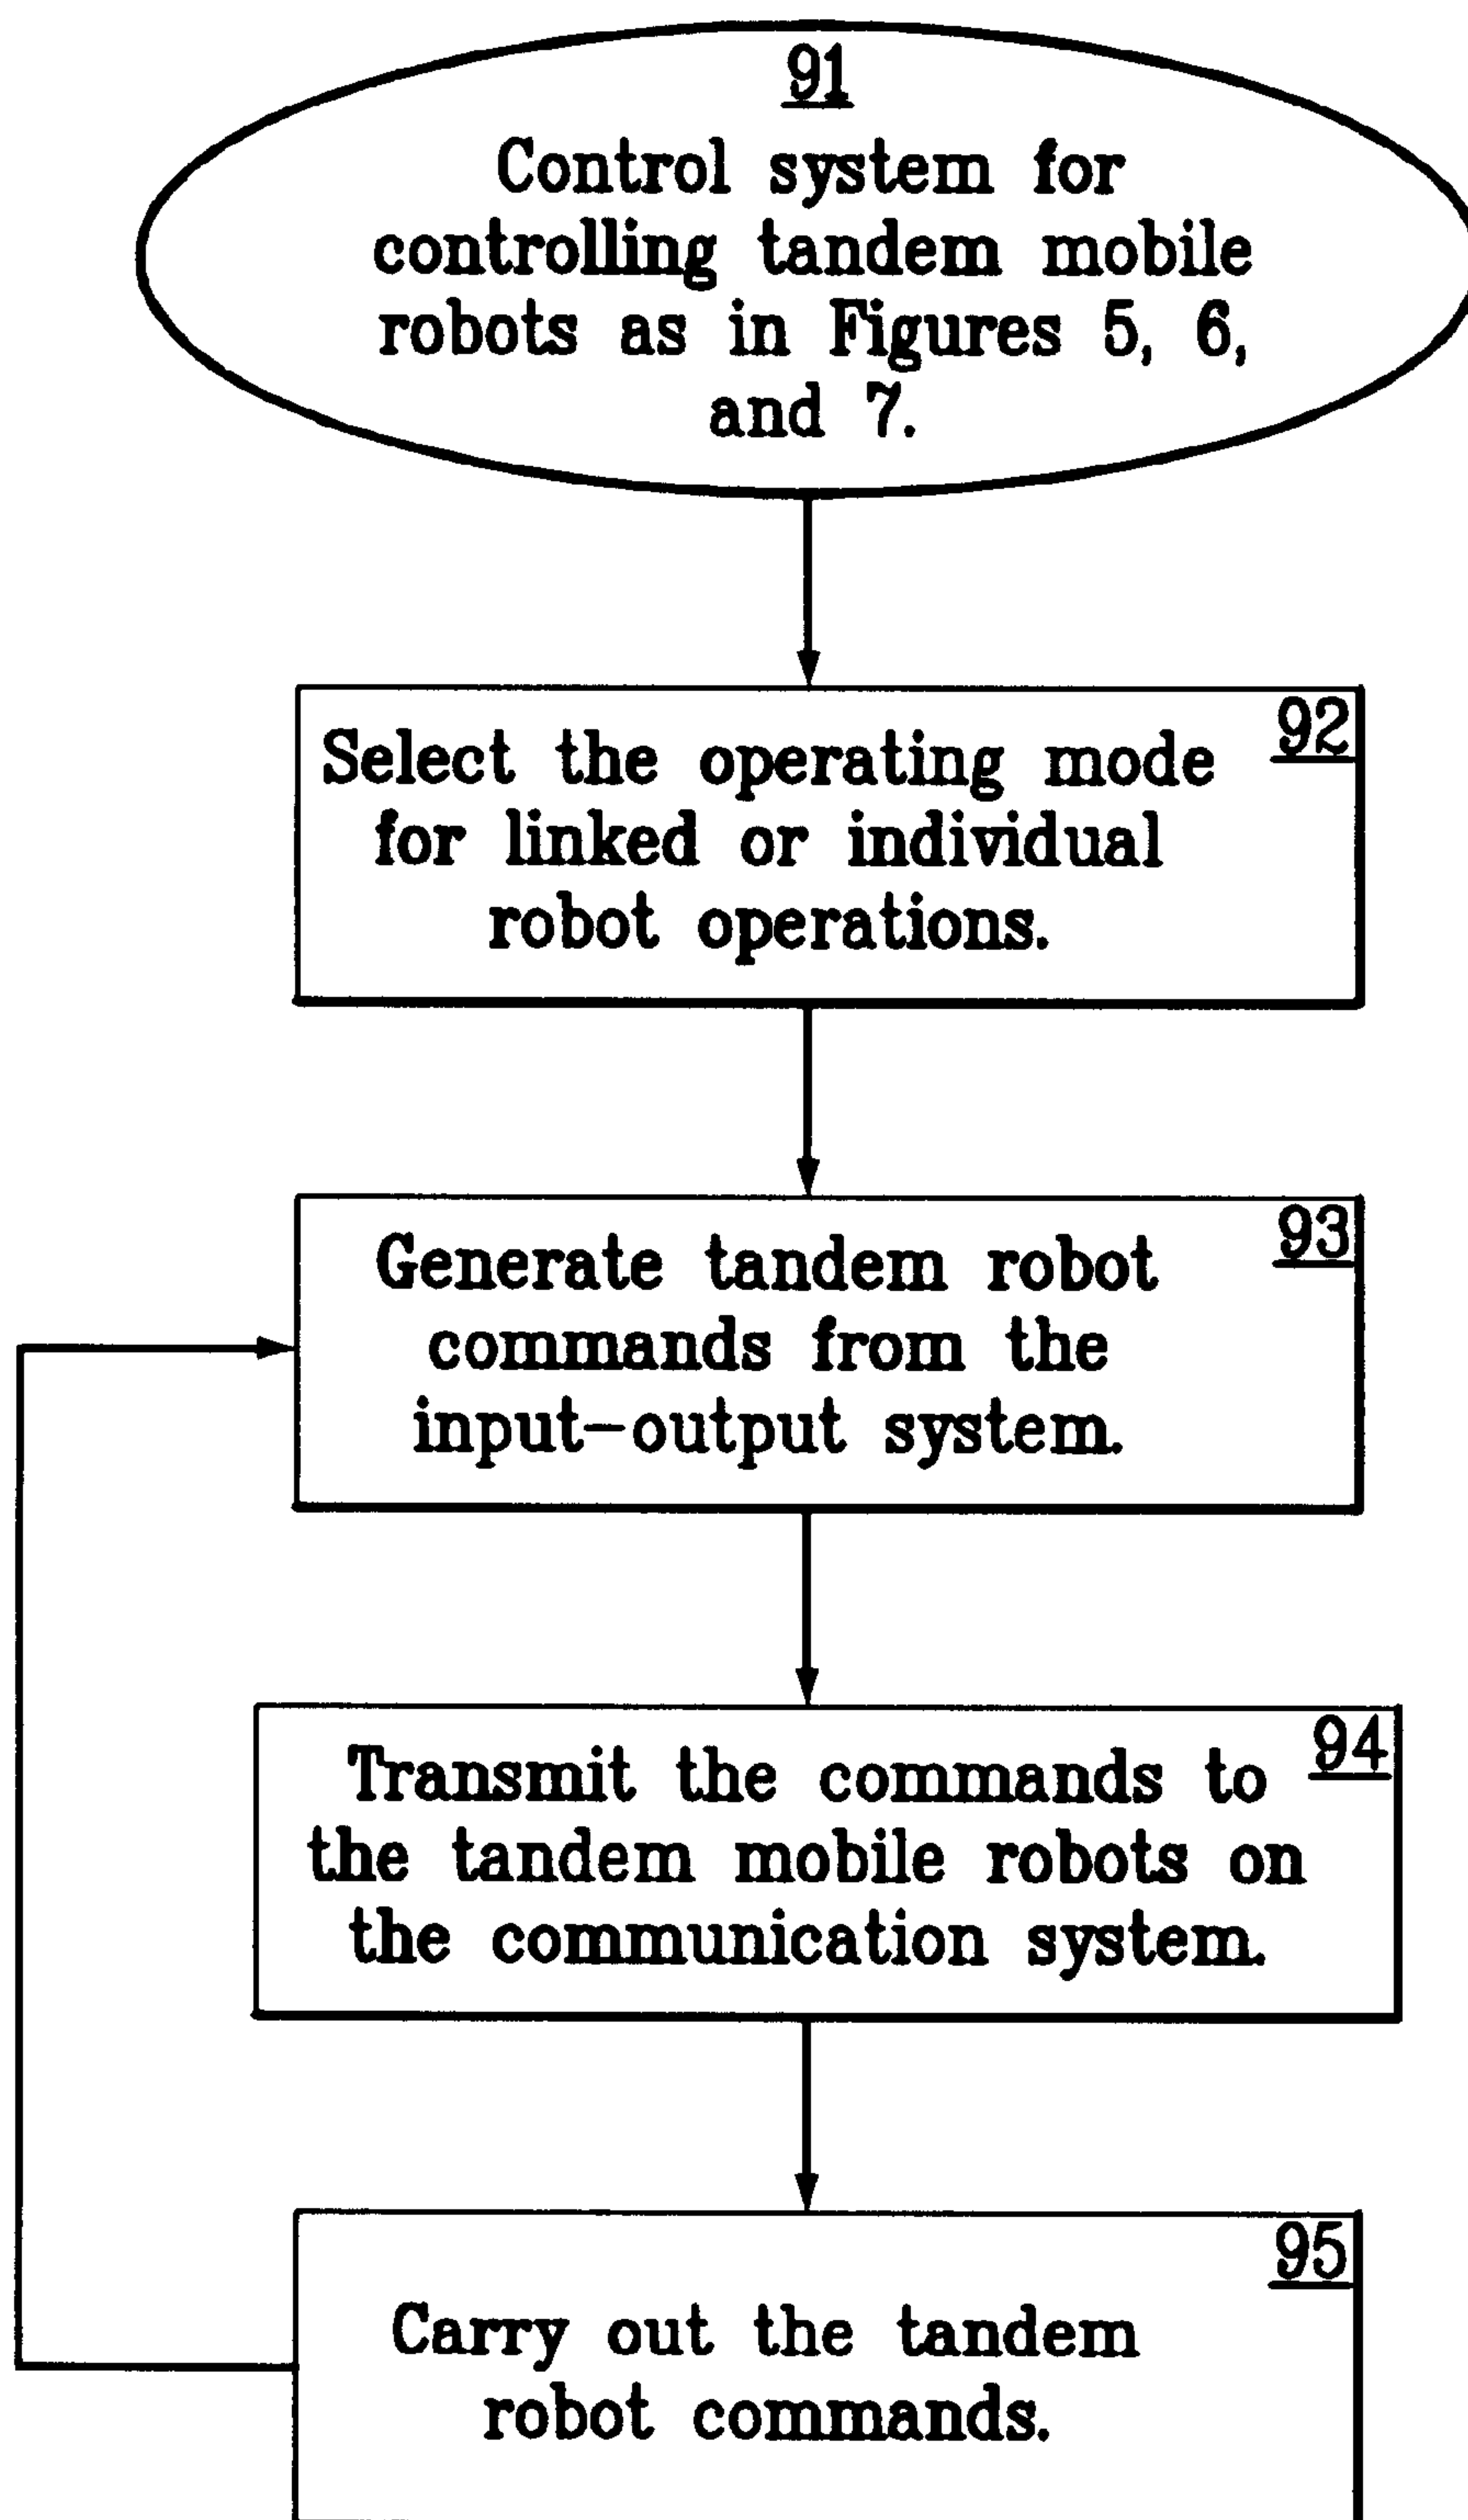 91
Control system for
controlling tandem mobile
robots as in Figures 5, 6,
and 7.
92
Select the operating mode
for linked or individual
robot operations.
93
Generate tandem robot
commands from the
input-output system.
94
Transmit the commands to
the tandem mobile robots on
the communication system.
95
Carry out the tandem
robot commands.